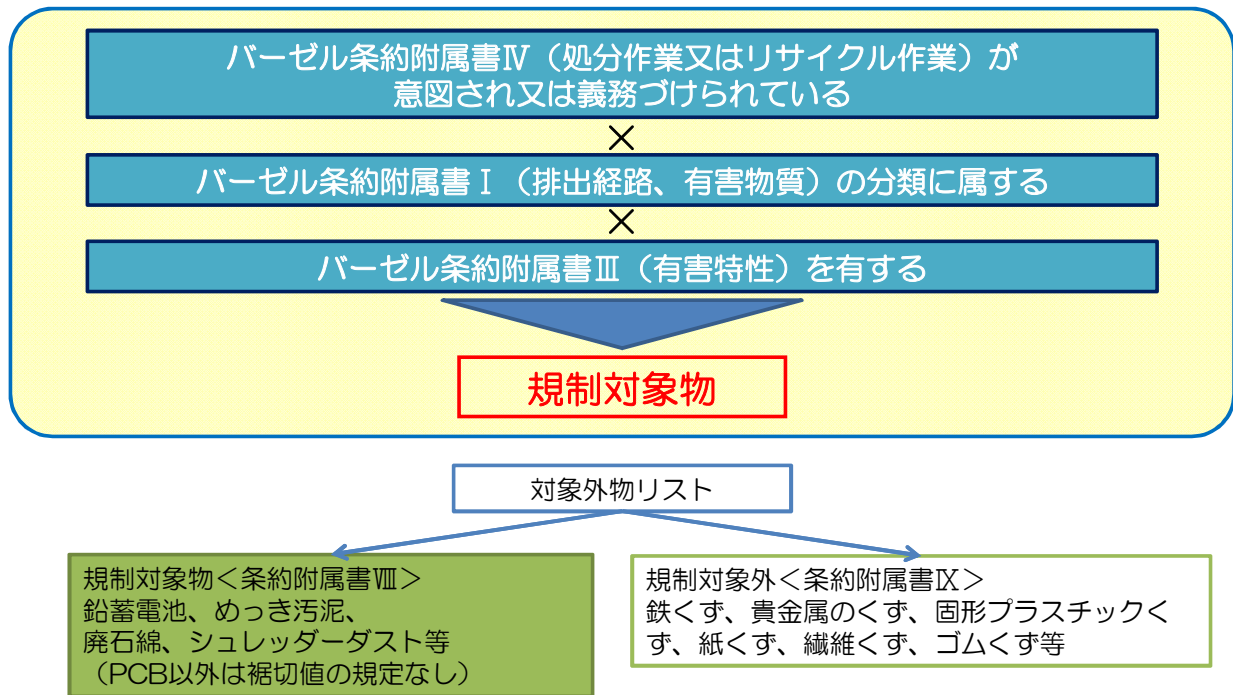 バーゼル条約附属書Ⅳ（処分作業又はリサイクル作業）が
意図され又は義務づけられている
×
バーゼル条約附属書Ⅰ（排出経路、有害物質）の分類に属する
×
バーゼル条約附属書Ⅲ（有害特性）を有する
規制対象物
対象外物リスト
規制対象物＜条約附属書Ⅷ＞
鉛蓄電池、めっき汚泥、
廃石綿、シュレッダーダスト等
（PCB以外は裾切値の規定なし）
規制対象外＜条約附属書Ⅸ＞
鉄くず、貴金属のくず、固形プラスチックく
ず、紙くず、繊維くず、ゴムくず等